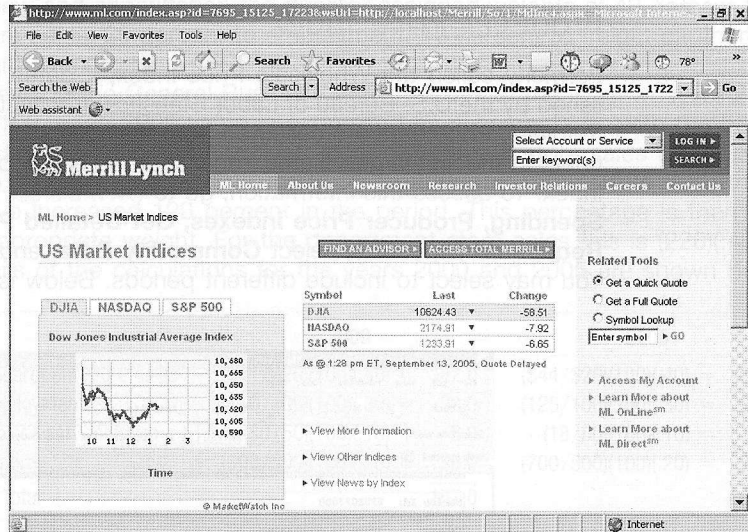 http://www.ml.com/index.asp?id=7695_15125_17223&wsUrl=http://localhost/Merrill/
File Edit View Favorites Tools Help
Back Search Favorites 78° »
Search the Web Search Address http://www.ml.com/index.asp?id=7695_15125_1722 Go
Web assistant
Select Account or Service LOG IN
Merrill Lynch
Enter keyword(s) SEARCH
ML Home About Us Newsroom Research Investor Relations Careers Contact Us
ML Home > US Market Indices
US Market Indices
FIND AN ADVISOR ACCESS TOTAL MERRILL
Related Tools
Get a Quick Quote
Get a Full Quote
Symbol Lookup
Enter symbol GO
DJIA NASDAQ S&P 500
Symbol Last Change
DJIA 10624.43 ▼ -58.51
NASDAQ 2174.91 ▼ -7.92
S&P 500 1233.91 ▼ -6.65
As @ 1:28 pm ET, September 13, 2005, Quote Delayed
Dow Jones Industrial Average Index
10,680
10,665
10,650
10,635
10,620
10,605
10,590
10 11 12 1 2 3
Time
© MarketWatch Inc
View More Information
View Other Indices
View News by Index
Access My Account
Learn More about
ML OnLine℠
Learn More about
ML Direct℠
Internet